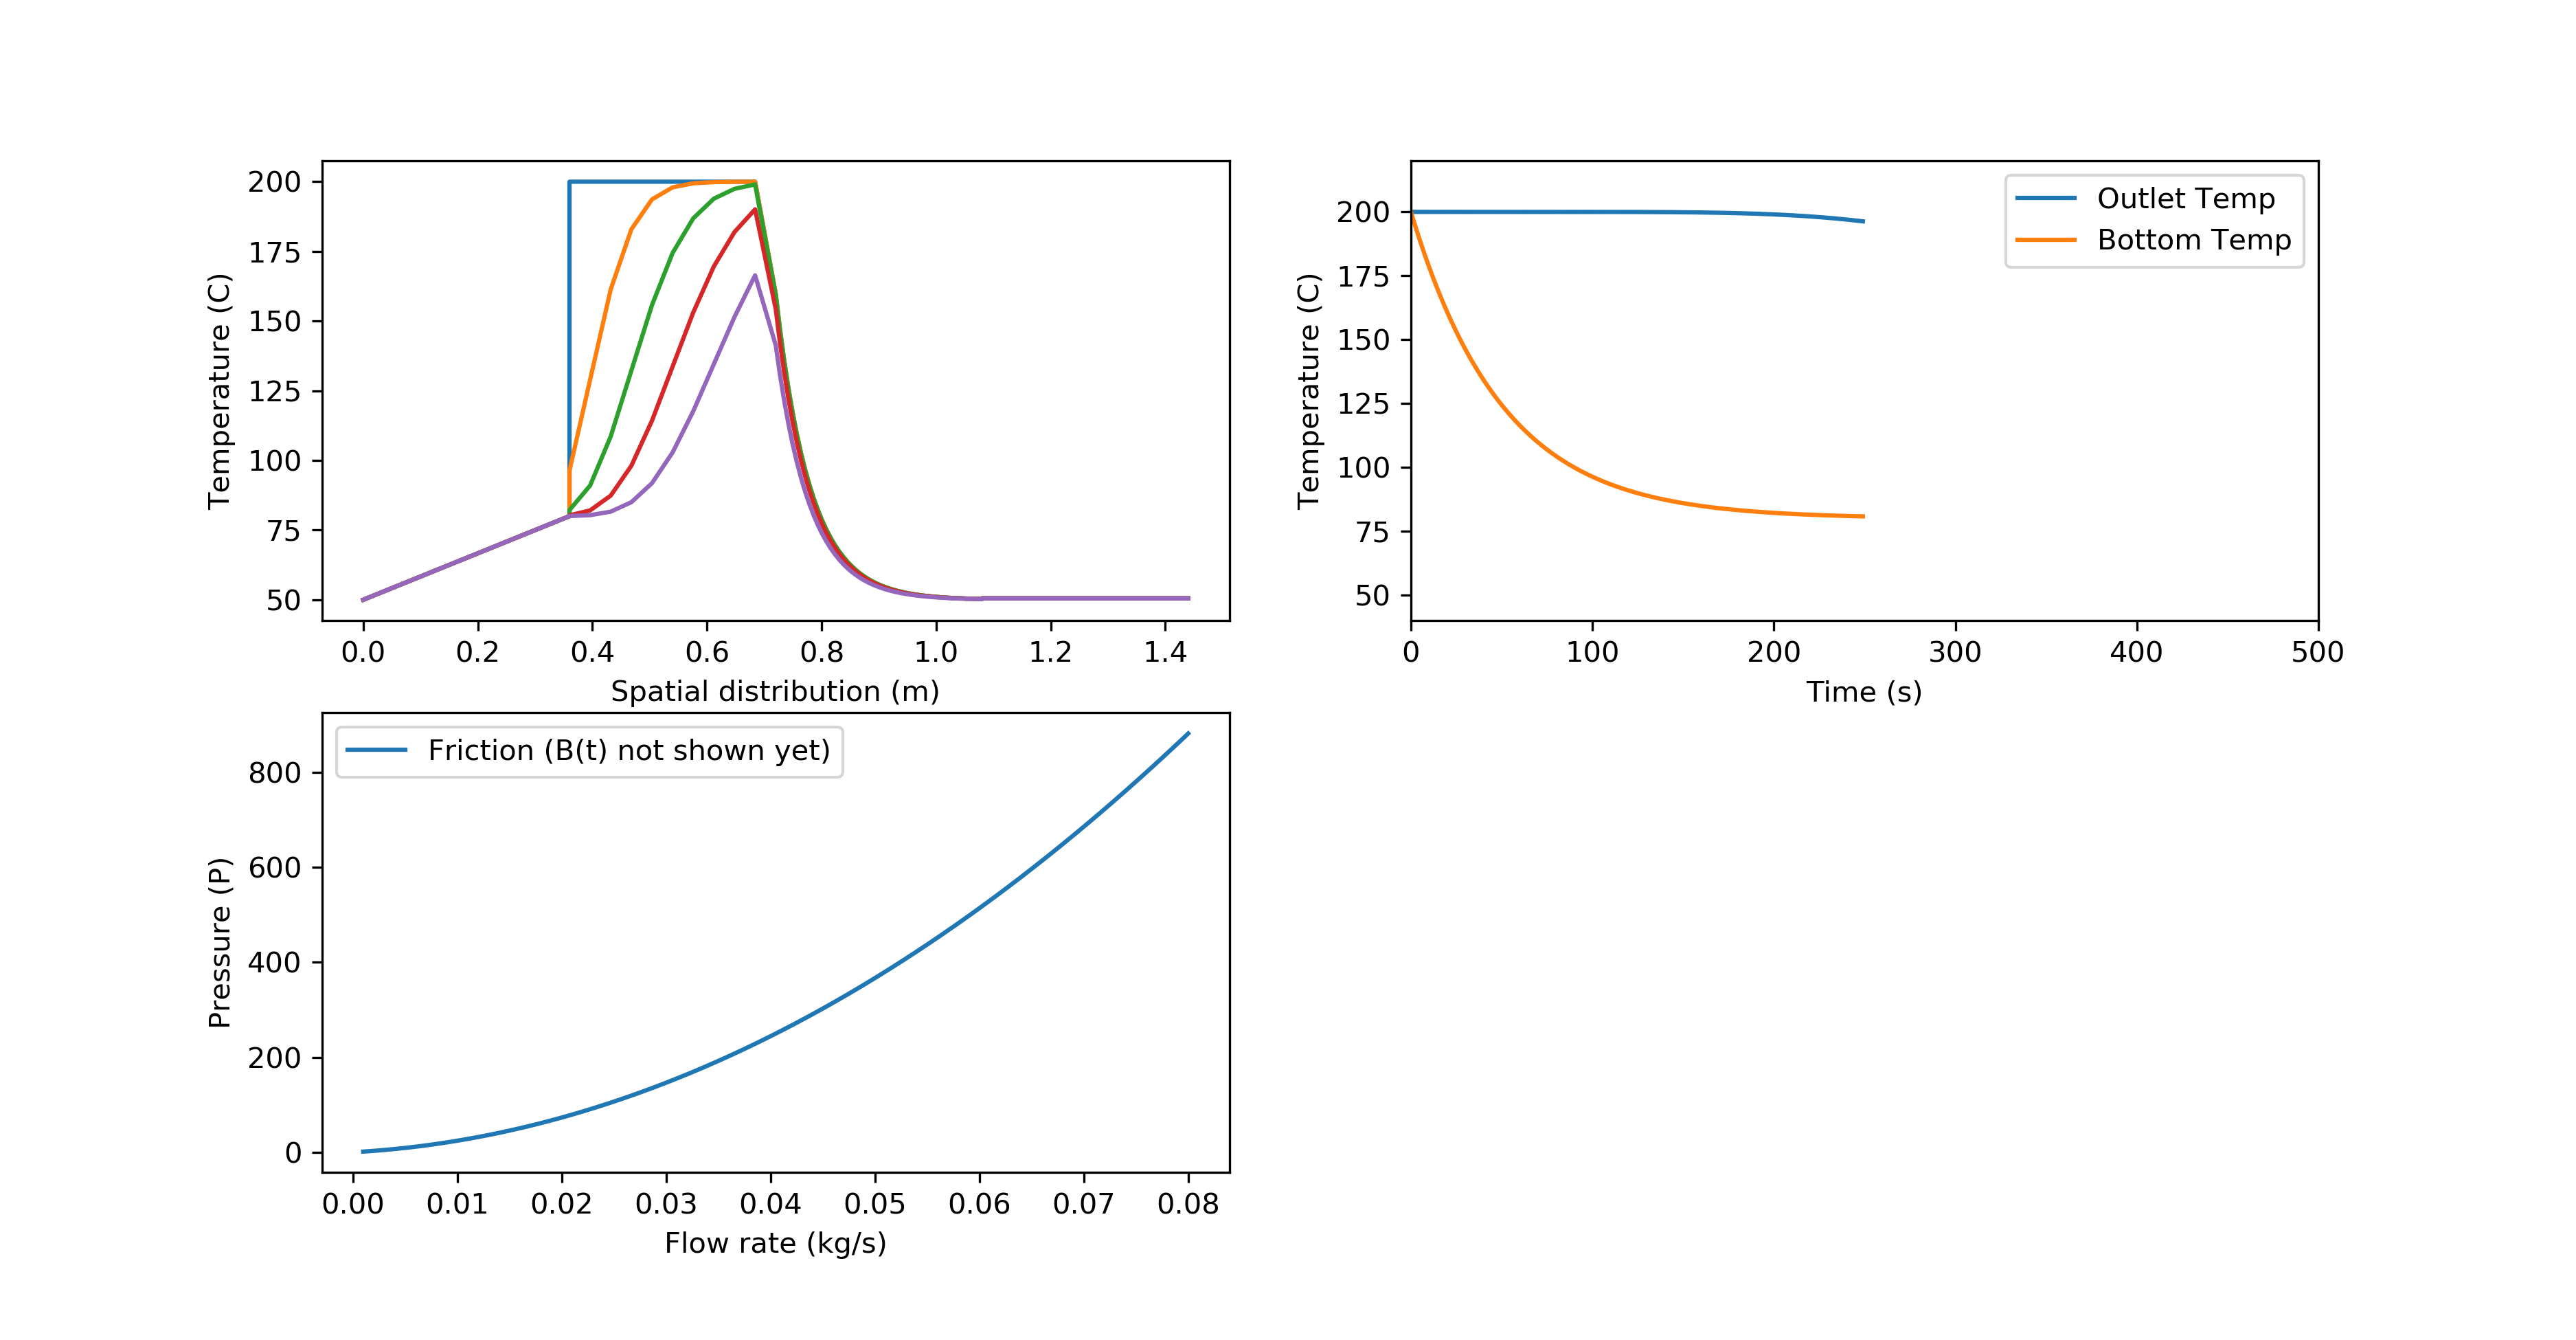 200
175
150
125
100
75
50
Temperature (C)
0.0 0.2 0.4 0.6 0.8 1.0 1.2 1.4
Spatial distribution (m)
Outlet Temp
Bottom Temp
200
175
150
125
100
75
50
Temperature (C)
0 100 200 300 400 500
Time (s)
Friction (B(t) not shown yet)
800
600
400
200
0
Pressure (P)
0.00 0.01 0.02 0.03 0.04 0.05 0.06 0.07 0.08
Flow rate (kg/s)